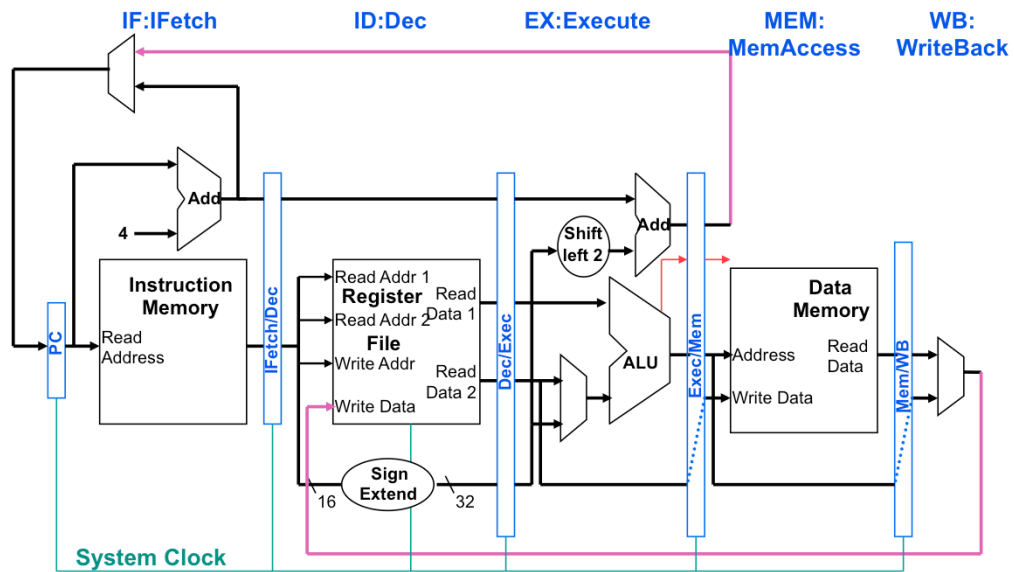 IF:IFetch
ID:Dec
EX:Execute
MEM:
MemAccess
WB:
WriteBack
Add
4
Shift
left 2
Add
Instruction
Memory
Read
Address
PC
IFetch/Dec
Read Addr 1
Register
Read
Data 1
Read Addr 2
File
Write Addr
Read
Data 2
Write Data
Dec/Exec
ALU
Exec/Mem
Data
Memory
Address
Read
Data
Write Data
Mem/WB
Sign
Extend
16
32
System Clock